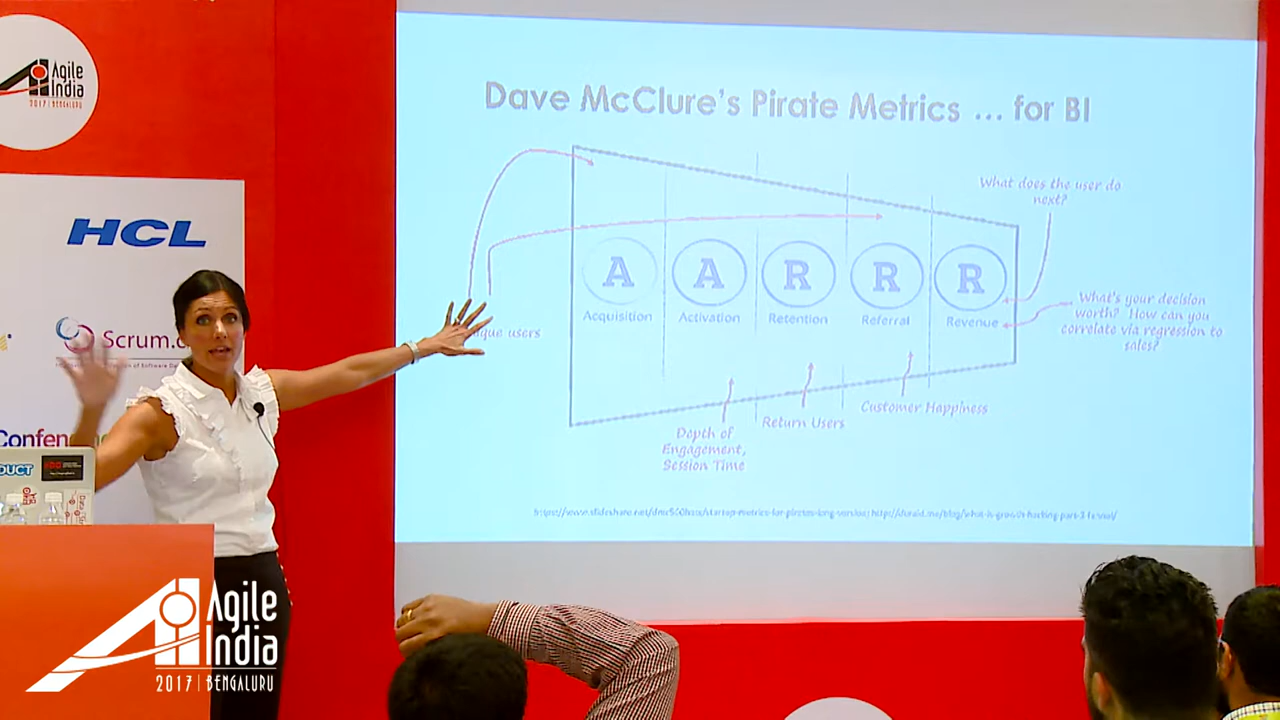 Agile
India
2017 | BENGALURU
HCL
Scrum.
Conferen
DUCT
Dave McClure's Pirate Metrics ... for BI
What does the user do
next?
A A R R R
Acquisition Activation Retention Referral Revenue
users
What's your decision
worth? How can you
correlate via regression to
sales?
Depth of
Engagement,
Session Time
Return Users
Customer Happiness
Agile
India
2017 | BENGALURU